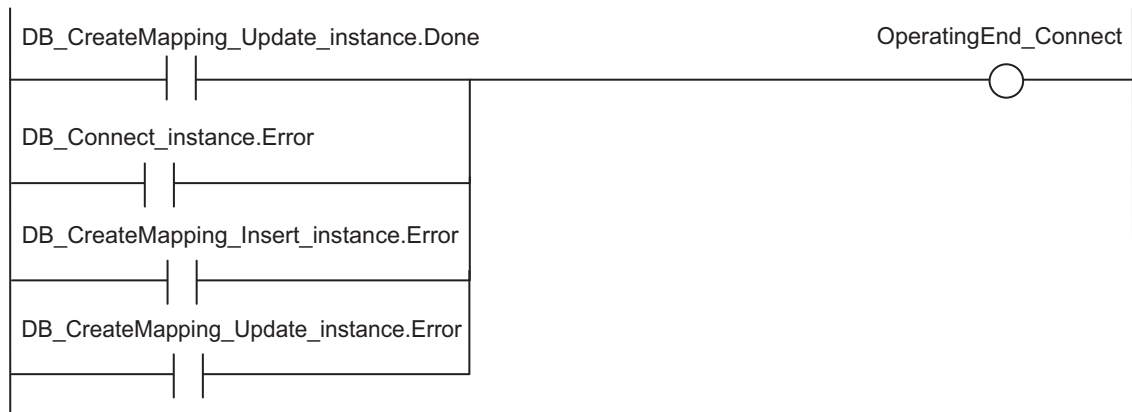 DB_CreateMapping_Update_instance.Done
OperatingEnd_Connect
DB_Connect_instance.Error
DB_CreateMapping_Insert_instance.Error
DB_CreateMapping_Update_instance.Error